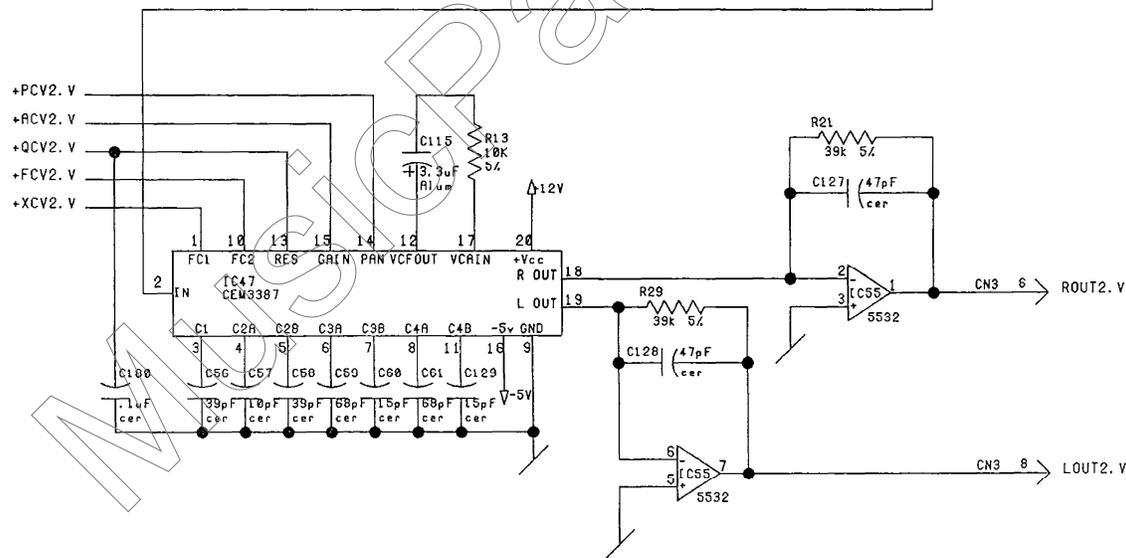 +PCV2.V
+ACV2.V
+QCV2.V
+FCV2.V
+XCV2.V
C115
+ 3.3uF
Alum
R13
10K
5%
+12V
1 10 13 15 14 12 17 20
FC1 FC2 RES GAIN PAN VCFOUT VCAIN +Vcc
2 IN
IC47
CEM3387
R OUT 18
L OUT 19
C1 C2A C2B C3A C3B C4A C4B -5v GND
3 4 5 6 7 8 11 16 9
C180 C56 C57 C58 C59 C60 C61 C129
-5V
.1uF 39pF 10pF 39pF 68pF 15pF 68pF 15pF
cer cer cer cer cer cer cer cer
R21
39k 5%
C127 47pF
cer
2 -
3 +
IC55
1
5532
CN3 6
ROUT2.V
R29
39k 5%
C128 47pF
cer
6 -
5 +
IC55
7
5532
CN3 8
LOUT2.V